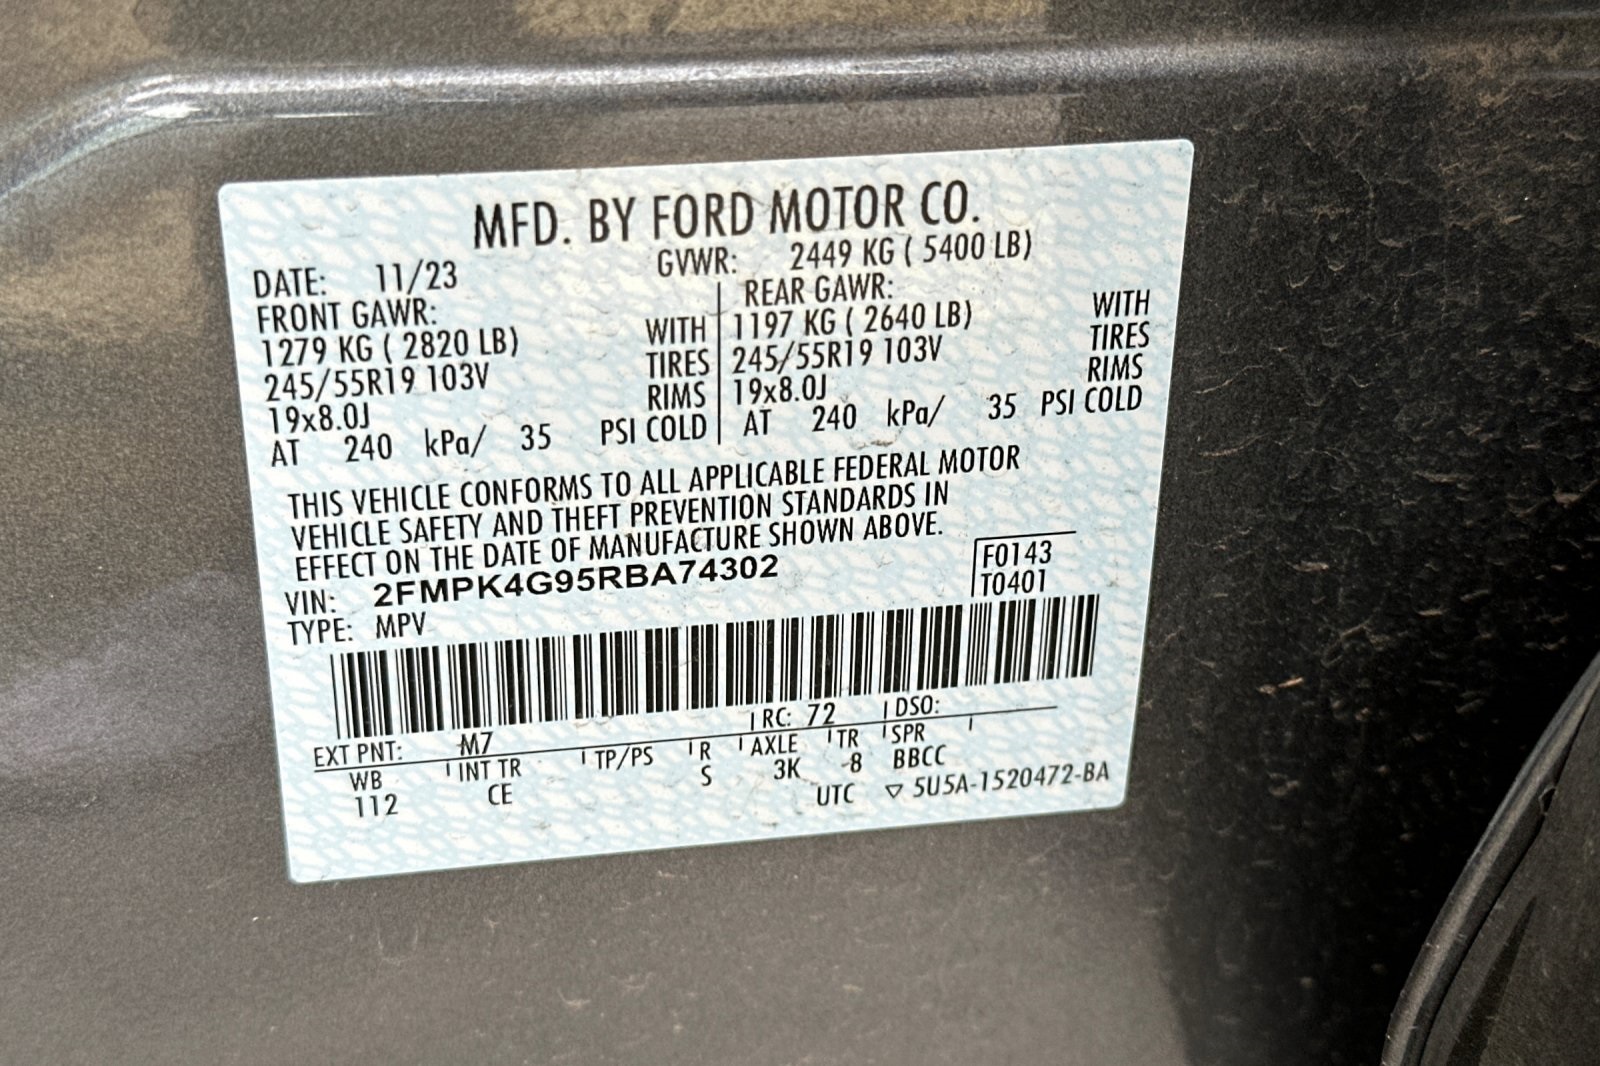 MFD. BY FORD MOTOR CO.
DATE: 11/23 GVWR: 2449 KG ( 5400 LB)
FRONT GAWR: REAR GAWR:
1279 KG ( 2820 LB) WITH 1197 KG ( 2640 LB) WITH
245/55R19 103V TIRES 245/55R19 103V TIRES
19x8.0J RIMS 19x8.0J RIMS
AT 240 kPa/ 35 PSI COLD AT 240 kPa/ 35 PSI COLD
THIS VEHICLE CONFORMS TO ALL APPLICABLE FEDERAL MOTOR
VEHICLE SAFETY AND THEFT PREVENTION STANDARDS IN
EFFECT ON THE DATE OF MANUFACTURE SHOWN ABOVE.
VIN: 2FMPK4G95RBA74302 F0143
TYPE: MPV T0401
EXT PNT: M7 RC: 72 DSO:
WB INT TR TP/PS R AXLE TR SPR
112 CE S 3K 8 BBCC
UTC ▽ 5U5A-1520472-BA